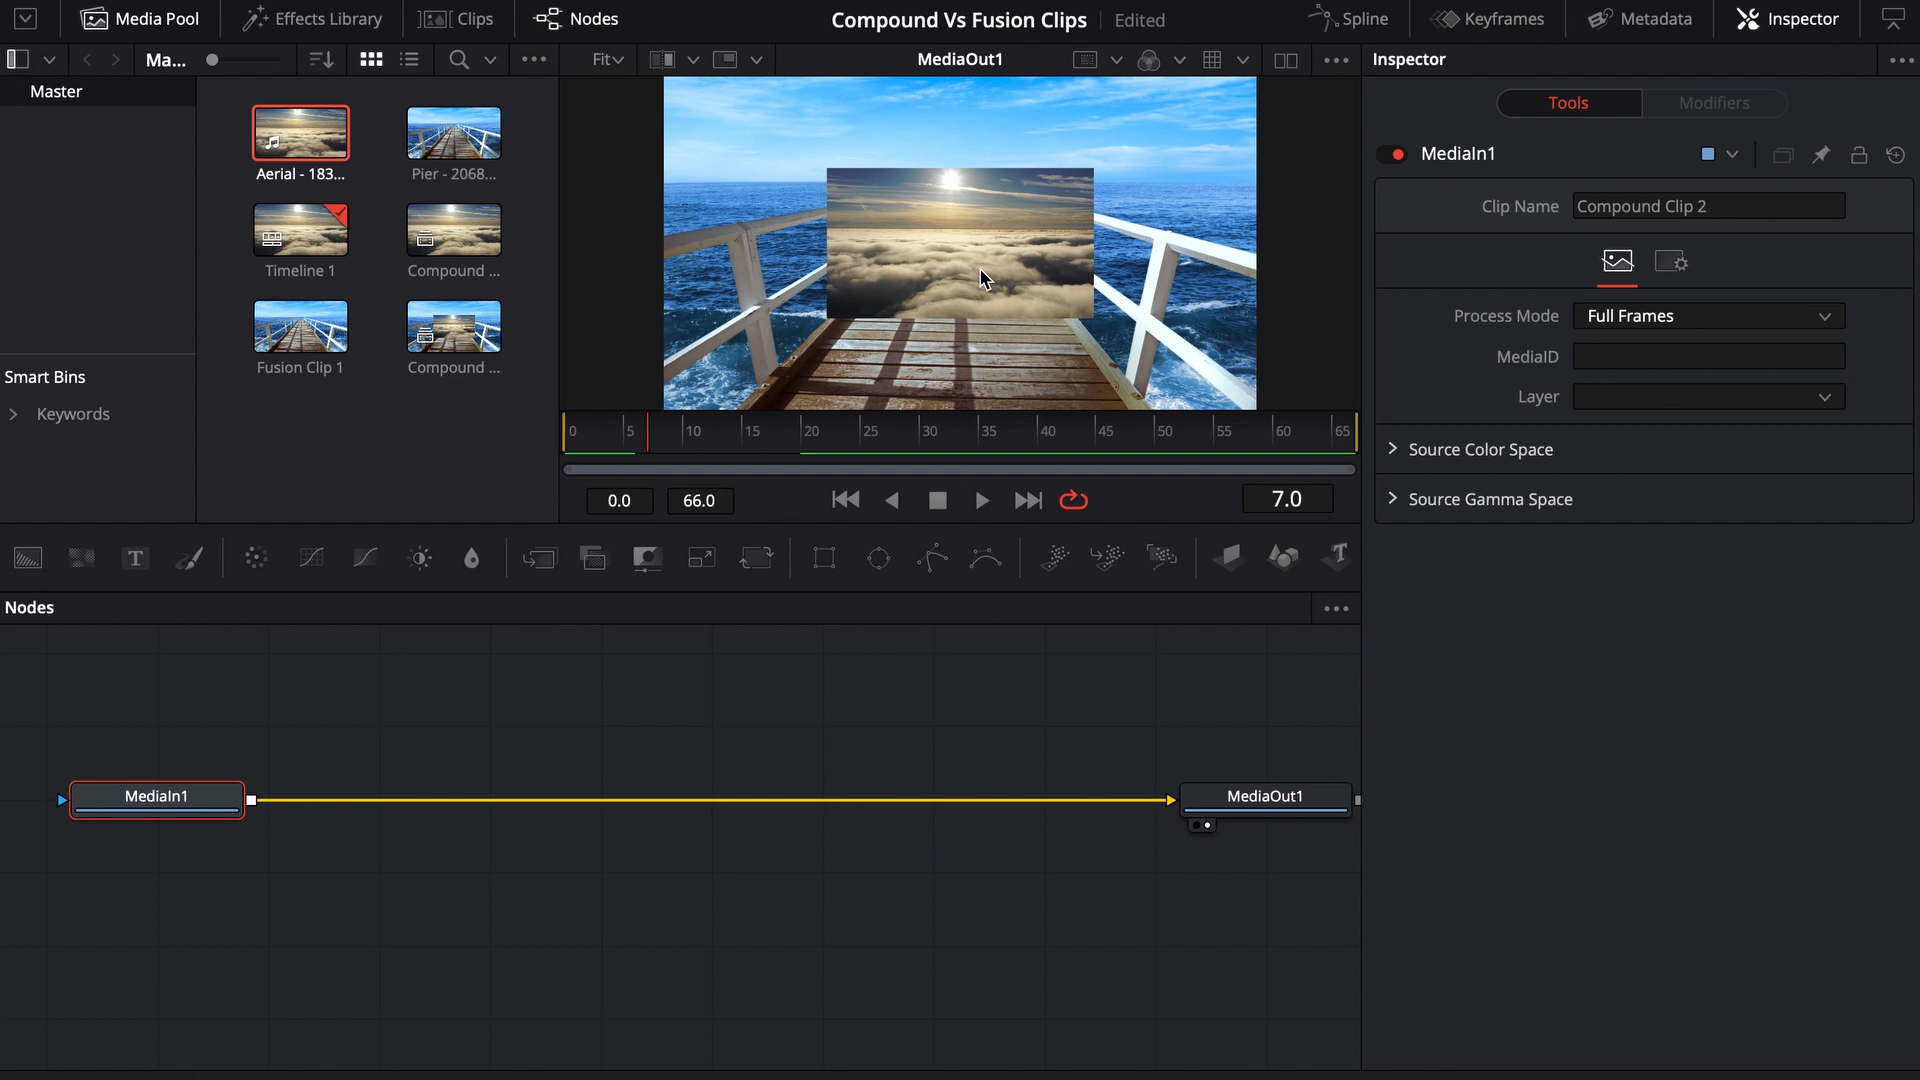 Media Pool
Effects Library
Clips
Nodes
Compound Vs Fusion Clips
Edited
Spline
Keyframes
Metadata
Inspector
Ma...
Fit
MediaOut1
Inspector
Master
Tools
Modifiers
Aerial - 183...
Pier - 2068...
MediaIn1
Clip Name
Compound Clip 2
Timeline 1
Compound ...
Process Mode
Full Frames
MediaID
Fusion Clip 1
Compound ...
Smart Bins
Layer
Keywords
0 5 10 15 20 25 30 35 40 45 50 55 60 65
Source Color Space
0.0
66.0
7.0
Source Gamma Space
T
T
Nodes
MediaIn1
MediaOut1